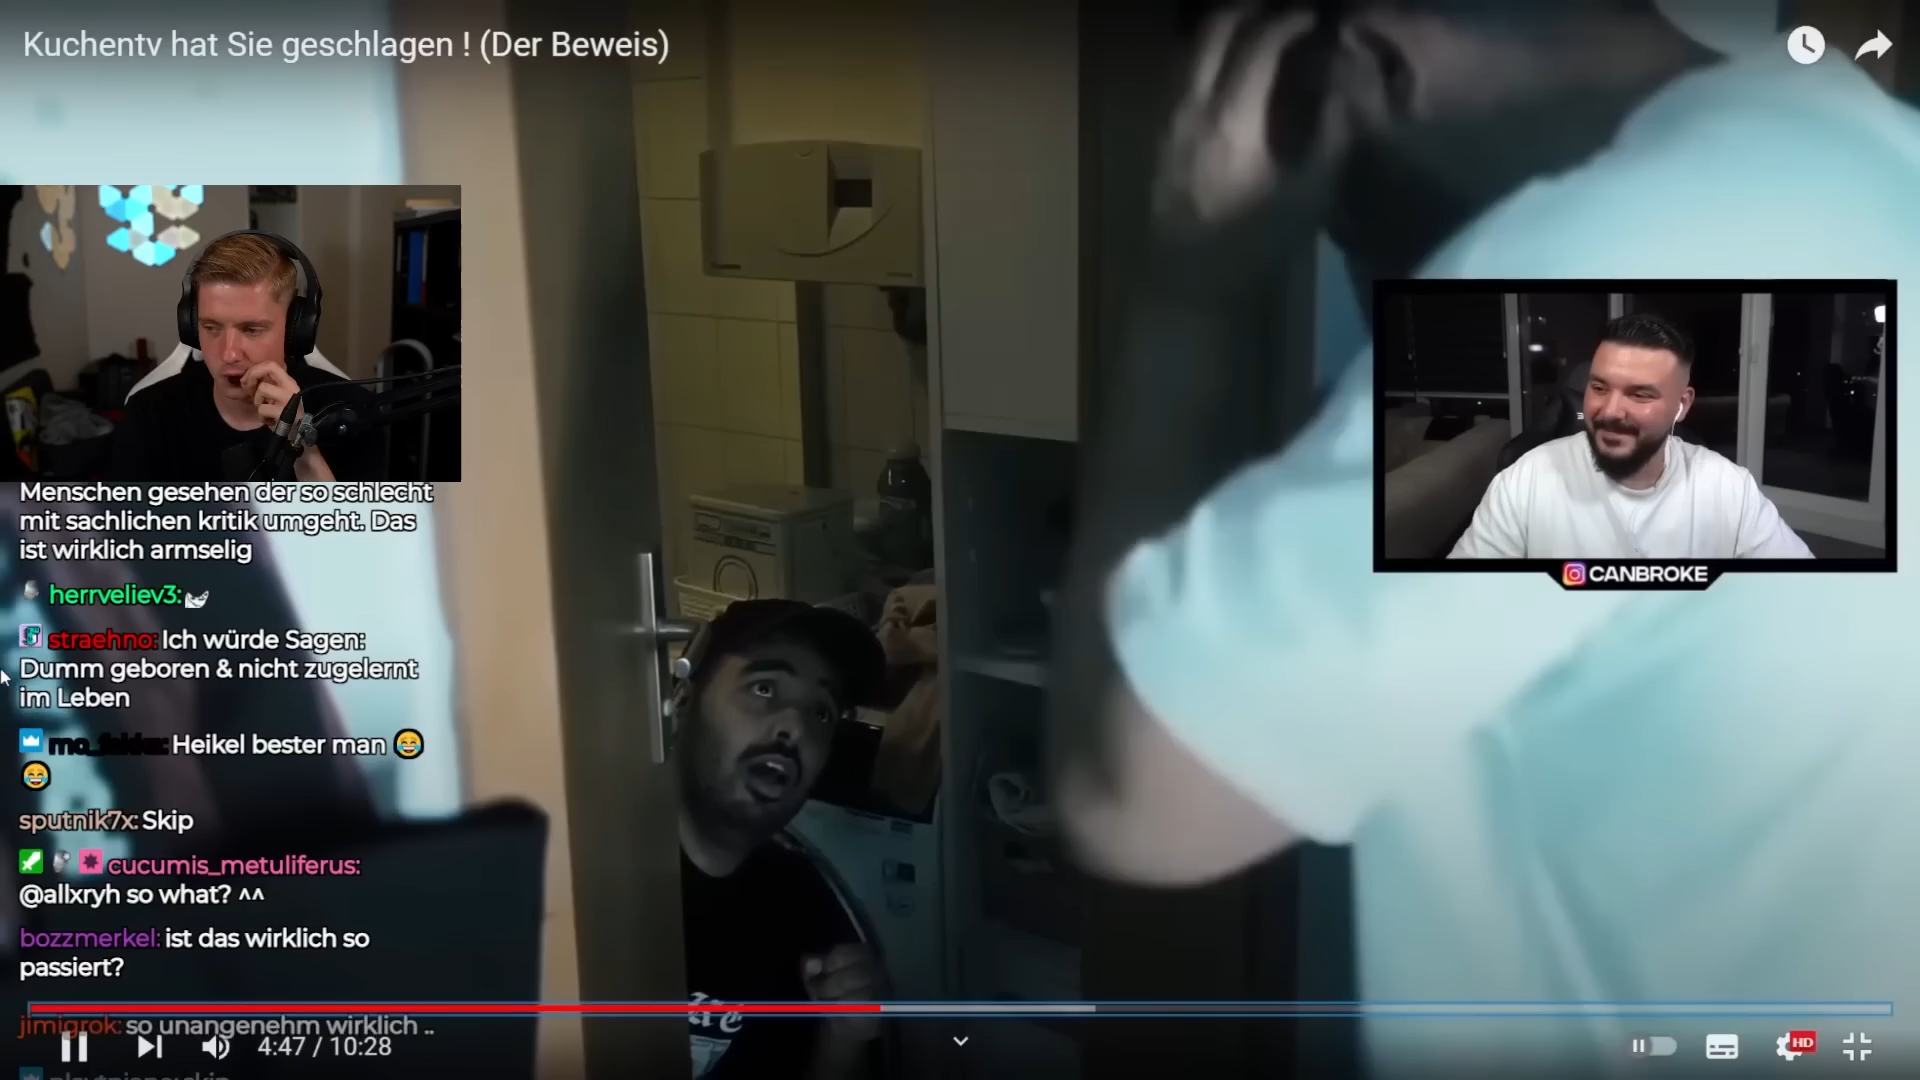 Kuchentv hat Sie geschlagen ! (Der Beweis)
Menschen gesehen der so schlecht
mit sachlichen kritik umgeht. Das
ist wirklich armselig
herrveliev3:
straehno: Ich würde Sagen:
Dumm geboren & nicht zugelernt
im Leben
Heikel bester man
sputnik7x: Skip
cucumis_metuliferus:
@allxryh so what? ^^
bozzmerkel: ist das wirklich so
passiert?
jimigrok: so unangenehm wirklich ..
4:47 / 10:28
HD
CANBROKE